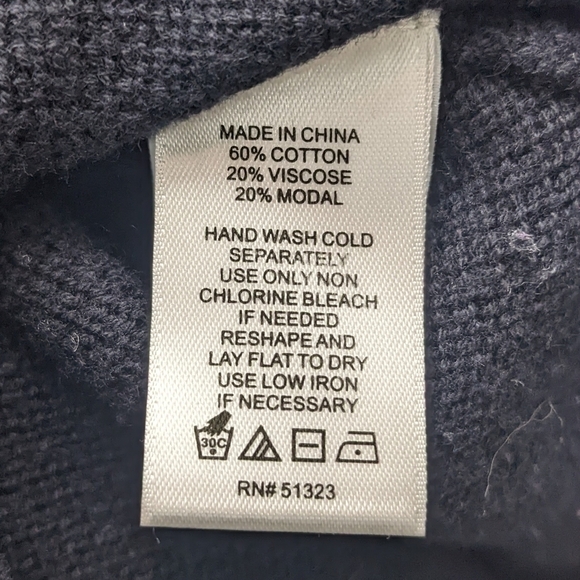 MADE IN CHINA
60% COTTON
20% VISCOSE
20% MODAL
HAND WASH COLD
SEPARATELY
USE ONLY NON
CHLORINE BLEACH
IF NEEDED
RESHAPE AND
LAY FLAT TO DRY
USE LOW IRON
IF NECESSARY
30C
RN# 51323